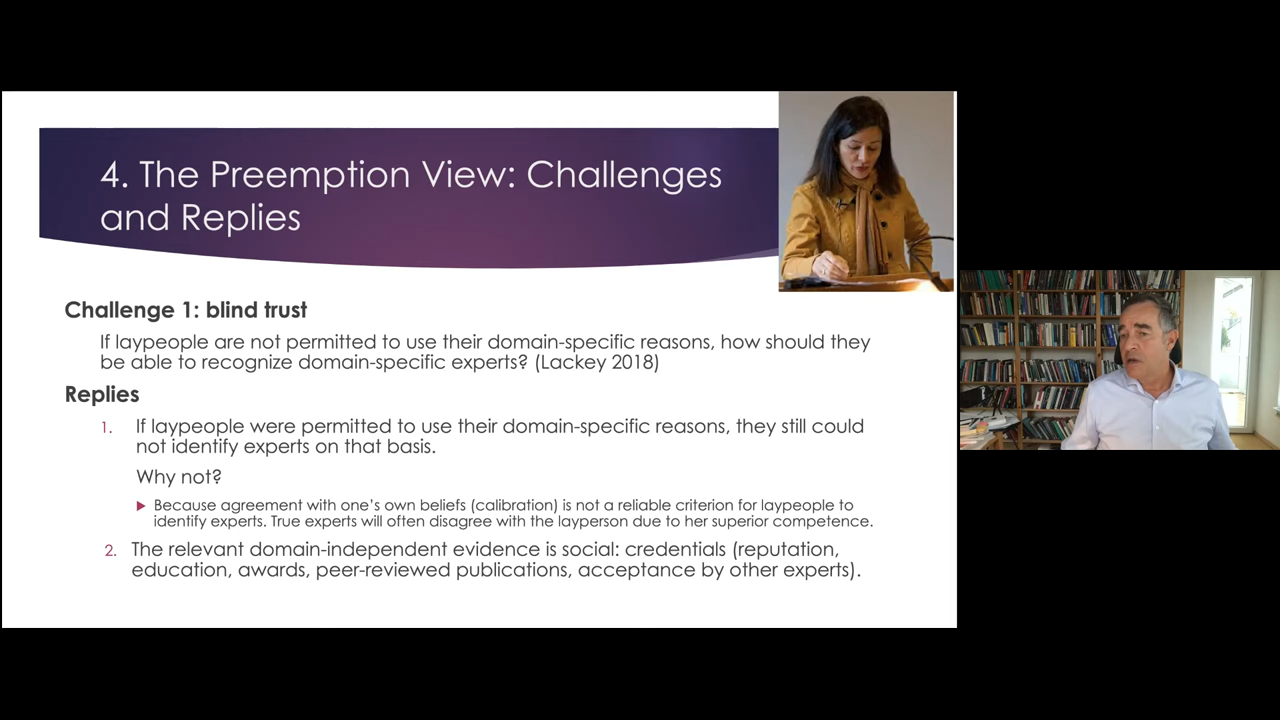 4. The Preemption View: Challenges
and Replies
Challenge 1: blind trust
If laypeople are not permitted to use their domain-specific reasons, how should they
be able to recognize domain-specific experts? (Lackey 2018)
Replies
1. If laypeople were permitted to use their domain-specific reasons, they still could
not identify experts on that basis.
Why not?
Because agreement with one’s own beliefs (calibration) is not a reliable criterion for laypeople to
identify experts. True experts will often disagree with the layperson due to her superior competence.
2. The relevant domain-independent evidence is social: credentials (reputation,
education, awards, peer-reviewed publications, acceptance by other experts).